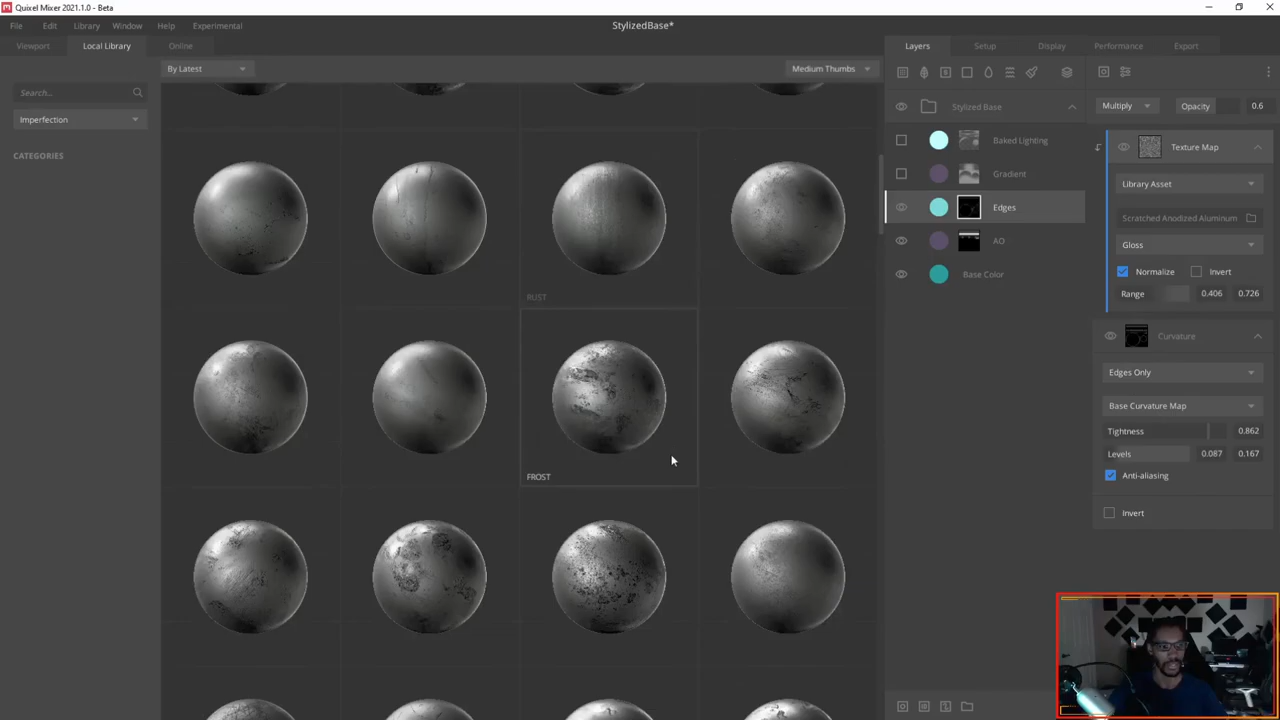 Quixel Mixer 2021.1.0 - Beta
File Edit Library Window Help Experimental StylizedBase*
Viewport Local Library Online Layers Setup Display Performance Export
By Latest Medium Thumbs
Search...
Imperfection
CATEGORIES
RUST
FROST
Stylized Base
Baked Lighting
Gradient
Edges
AO
Base Color
Multiply Opacity 0.6
Texture Map
Library Asset
Scratched Anodized Aluminum
Gloss
Normalize Invert
Range 0.406 0.726
Curvature
Edges Only
Base Curvature Map
Tightness 0.862
Levels 0.087 0.167
Anti-aliasing
Invert